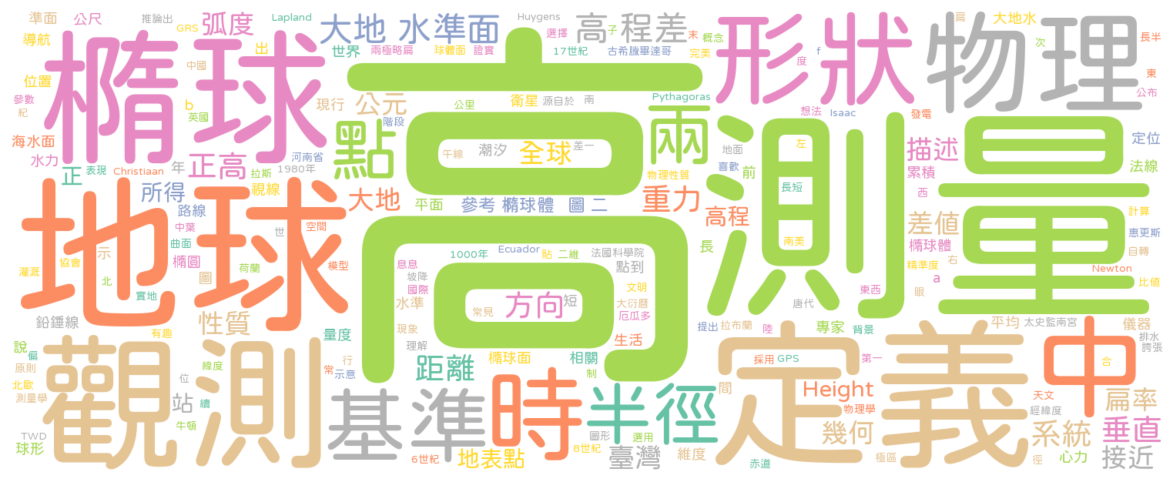 準面
公尺
推論出
GRS
弧度
Lapland
大地 水準面
Huygens
高程差
選擇
子
末
概念
篇
大地水
次
長半
導航
出
世界
兩極略篇
球體面
證實
17世紀
古希臘畢達哥
完美
形狀
f
度
物理
東
公布
橢球
中國
位置
參數
紀
b
英國
現行
公元
階段
公里
衛星
源自於
南
Pythagoras
想法
Isaac
發電
高
海水面
水力
正
表現
Christiaan
年
正高
拉斯
河南省
1980年
點
午線
潮汐
全球
差一
兩
物理性質
地面
喜歡
左
前
長短
測量
描述
累積
定位
法線
所得
視線
大地
平面
參考 橢球體
圖 二
重力
高程
長
南美
西
差值
橢球體
計算
惠更斯
自轉
地球
路線
中葉
曲面
橢圓
世
空間
模型
1000年
Ecuador
貼
二維
法國科學院
點到
息息
國際
坡降
水準
灌溉
協會
示
北
實地
圖
荷蘭
方向
短
常見
文明
大衍曆
厄瓜多
唐代
東西
精準度
右
眼
a
Newton
比值
鉛錘線
性質
有趣
量度
現象
理解
生活
提出
拉布蘭
陸
專家
背景
平均
太史監南宮
儀器
排水
誇張
說
偏
原則
北歐
測量學
觀測
緯度
位
站
續
牛頓
行
常
示意
基準
距離
橢球面
相關
制
時
半徑
間
採用
GPS
定義
第一
中
合
Height
物理學
幾何
天文
經緯度
系統
扁率
垂直
TWD
球形
6世紀
地表點
圖形
選用
8世紀
臺灣
維度
赤道
極區
徑
心力
接近